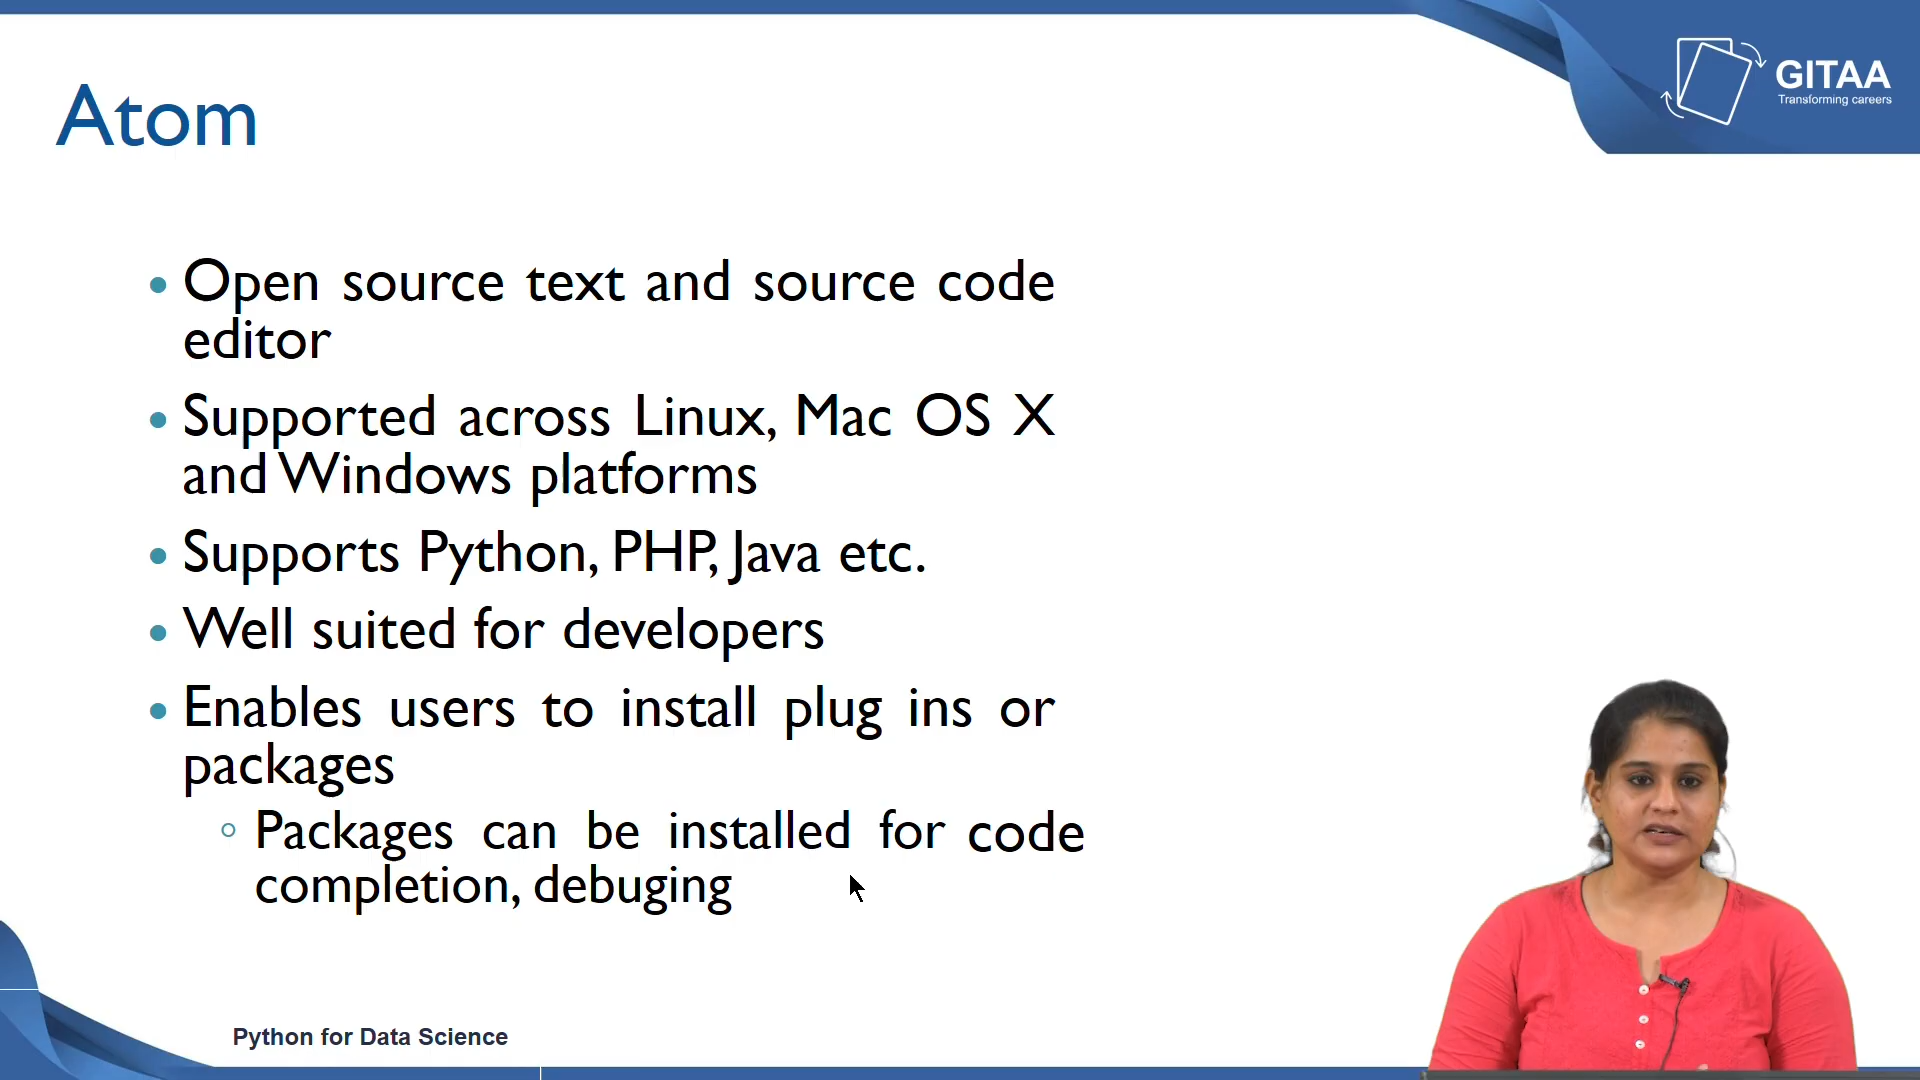 GITAA
Transforming careers
Atom
• Open source text and source code
editor
• Supported across Linux, Mac OS X
and Windows platforms
• Supports Python, PHP, Java etc.
• Well suited for developers
• Enables users to install plug ins or
packages
◦ Packages can be installed for code
completion, debuging
Python for Data Science